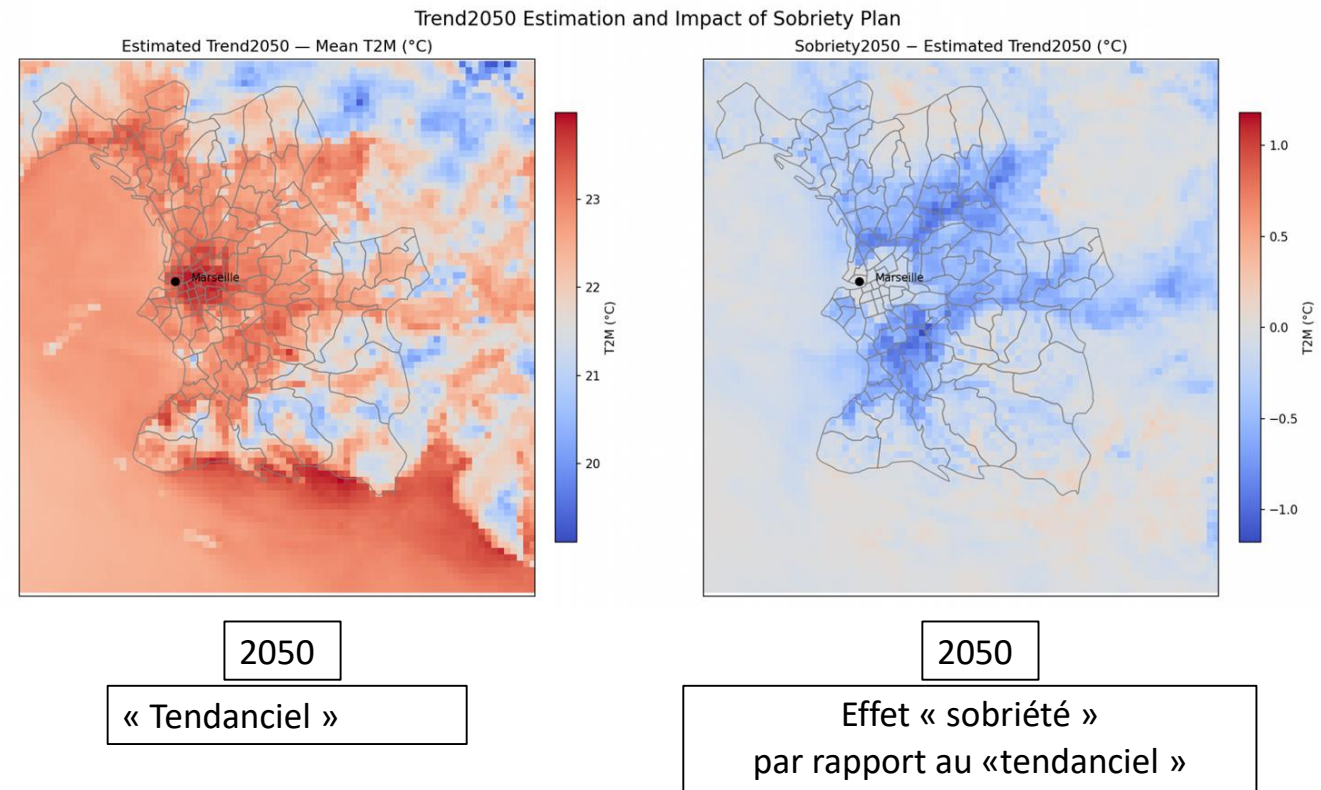 Trend2050 Estimation and Impact of Sobriety Plan
Estimated Trend2050 — Mean T2M (°C)
Marseille
23
22
21
20
T2M (°C)
Sobriety2050 − Estimated Trend2050 (°C)
Marseille
1.0
0.5
0.0
−0.5
−1.0
T2M (°C)
2050
« Tendanciel »
2050
Effet « sobriété »
par rapport au «tendanciel »